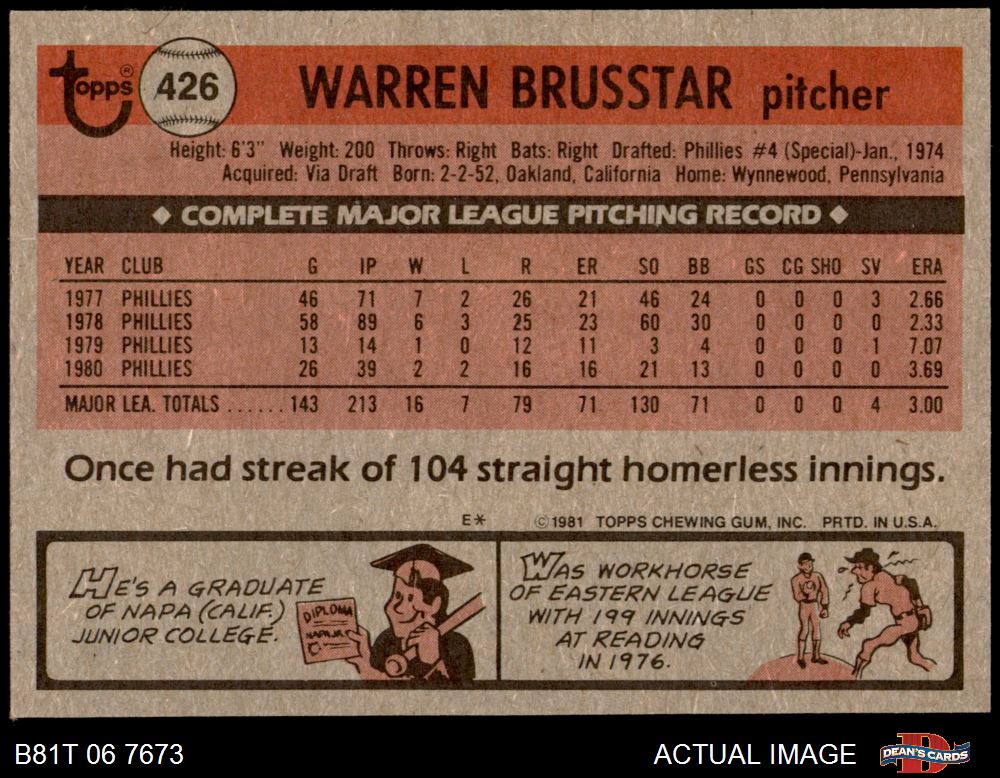 Topps® 426 WARREN BRUSSTAR pitcher
Height: 6'3" Weight: 200 Throws: Right Bats: Right Drafted: Phillies #4 (Special)-Jan., 1974
Acquired: Via Draft Born: 2-2-52, Oakland, California Home: Wynnewood, Pennsylvania
◆ COMPLETE MAJOR LEAGUE PITCHING RECORD ◆
YEAR CLUB G IP W L R ER SO BB GS CG SHO SV ERA
1977 PHILLIES 46 71 7 2 26 21 46 24 0 0 0 3 2.66
1978 PHILLIES 58 89 6 3 25 23 60 30 0 0 0 0 2.33
1979 PHILLIES 13 14 1 0 12 11 3 4 0 0 0 1 7.07
1980 PHILLIES 26 39 2 2 16 16 21 13 0 0 0 0 3.69
MAJOR LEA. TOTALS ...... 143 213 16 7 79 71 130 71 0 0 0 4 3.00
Once had streak of 104 straight homerless innings.
E* ©1981 TOPPS CHEWING GUM, INC. PRTD. IN U.S.A.
HE'S A GRADUATE
OF NAPA (CALIF.)
JUNIOR COLLEGE.
DIPLOMA
WAS WORKHORSE
OF EASTERN LEAGUE
WITH 199 INNINGS
AT READING
IN 1976.
B81T 06 7673 ACTUAL IMAGE DEAN'S CARDS